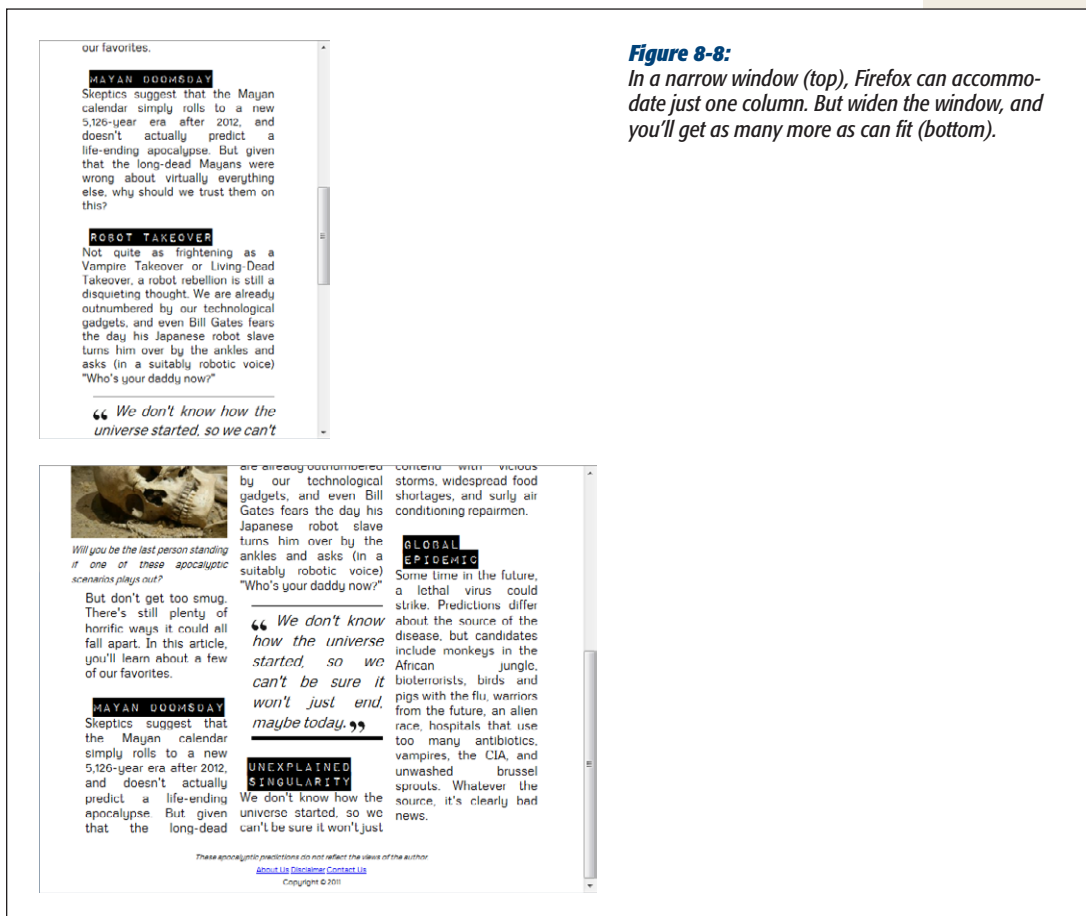 our favorites.
MAYAN DOOMSDAY
Skeptics suggest that the Mayan
calendar simply rolls to a new
5,126-year era after 2012, and
doesn't actually predict a
life-ending apocalypse. But given
that the long-dead Mayans were
wrong about virtually everything
else, why should we trust them on
this?
ROBOT TAKEOVER
Not quite as frightening as a
Vampire Takeover or Living-Dead
Takeover, a robot rebellion is still a
disquieting thought. We are already
outnumbered by our technological
gadgets, and even Bill Gates fears
the day his Japanese robot slave
turns him over by the ankles and
asks (in a suitably robotic voice)
"Who's your daddy now?"
“ We don't know how the
universe started, so we can't
Figure 8-8:
In a narrow window (top), Firefox can accommo-
date just one column. But widen the window, and
you'll get as many more as can fit (bottom).
Will you be the last person standing
if one of these apocalyptic
scenarios plays out?
But don't get too smug.
There's still plenty of
horrific ways it could all
fall apart. In this article,
you'll learn about a few
of our favorites.
MAYAN DOOMSDAY
Skeptics suggest that
the Mayan calendar
simply rolls to a new
5,126-year era after 2012,
and doesn't actually
predict a life-ending
apocalypse. But given
that the long-dead
are already outnumbered
by our technological
gadgets, and even Bill
Gates fears the day his
Japanese robot slave
turns him over by the
ankles and asks (in a
suitably robotic voice)
"Who's your daddy now?"
“ We don't know
how the universe
started, so we
can't be sure it
won't just end,
maybe today. ”
UNEXPLAINED
SINGULARITY
We don't know how the
universe started, so we
can't be sure it won't just
contend with vicious
storms, widespread food
shortages, and surly air
conditioning repairmen.
GLOBAL
EPIDEMIC
Some time in the future,
a lethal virus could
strike. Predictions differ
about the source of the
disease, but candidates
include monkeys in the
African jungle,
bioterrorists, birds and
pigs with the flu, warriors
from the future, an alien
race, hospitals that use
too many antibiotics,
vampires, the CIA, and
unwashed brussel
sprouts. Whatever the
source, it's clearly bad
news.
These apocalyptic predictions do not reflect the views of the author
About Us Disclaimer Contact Us
Copyright © 2011